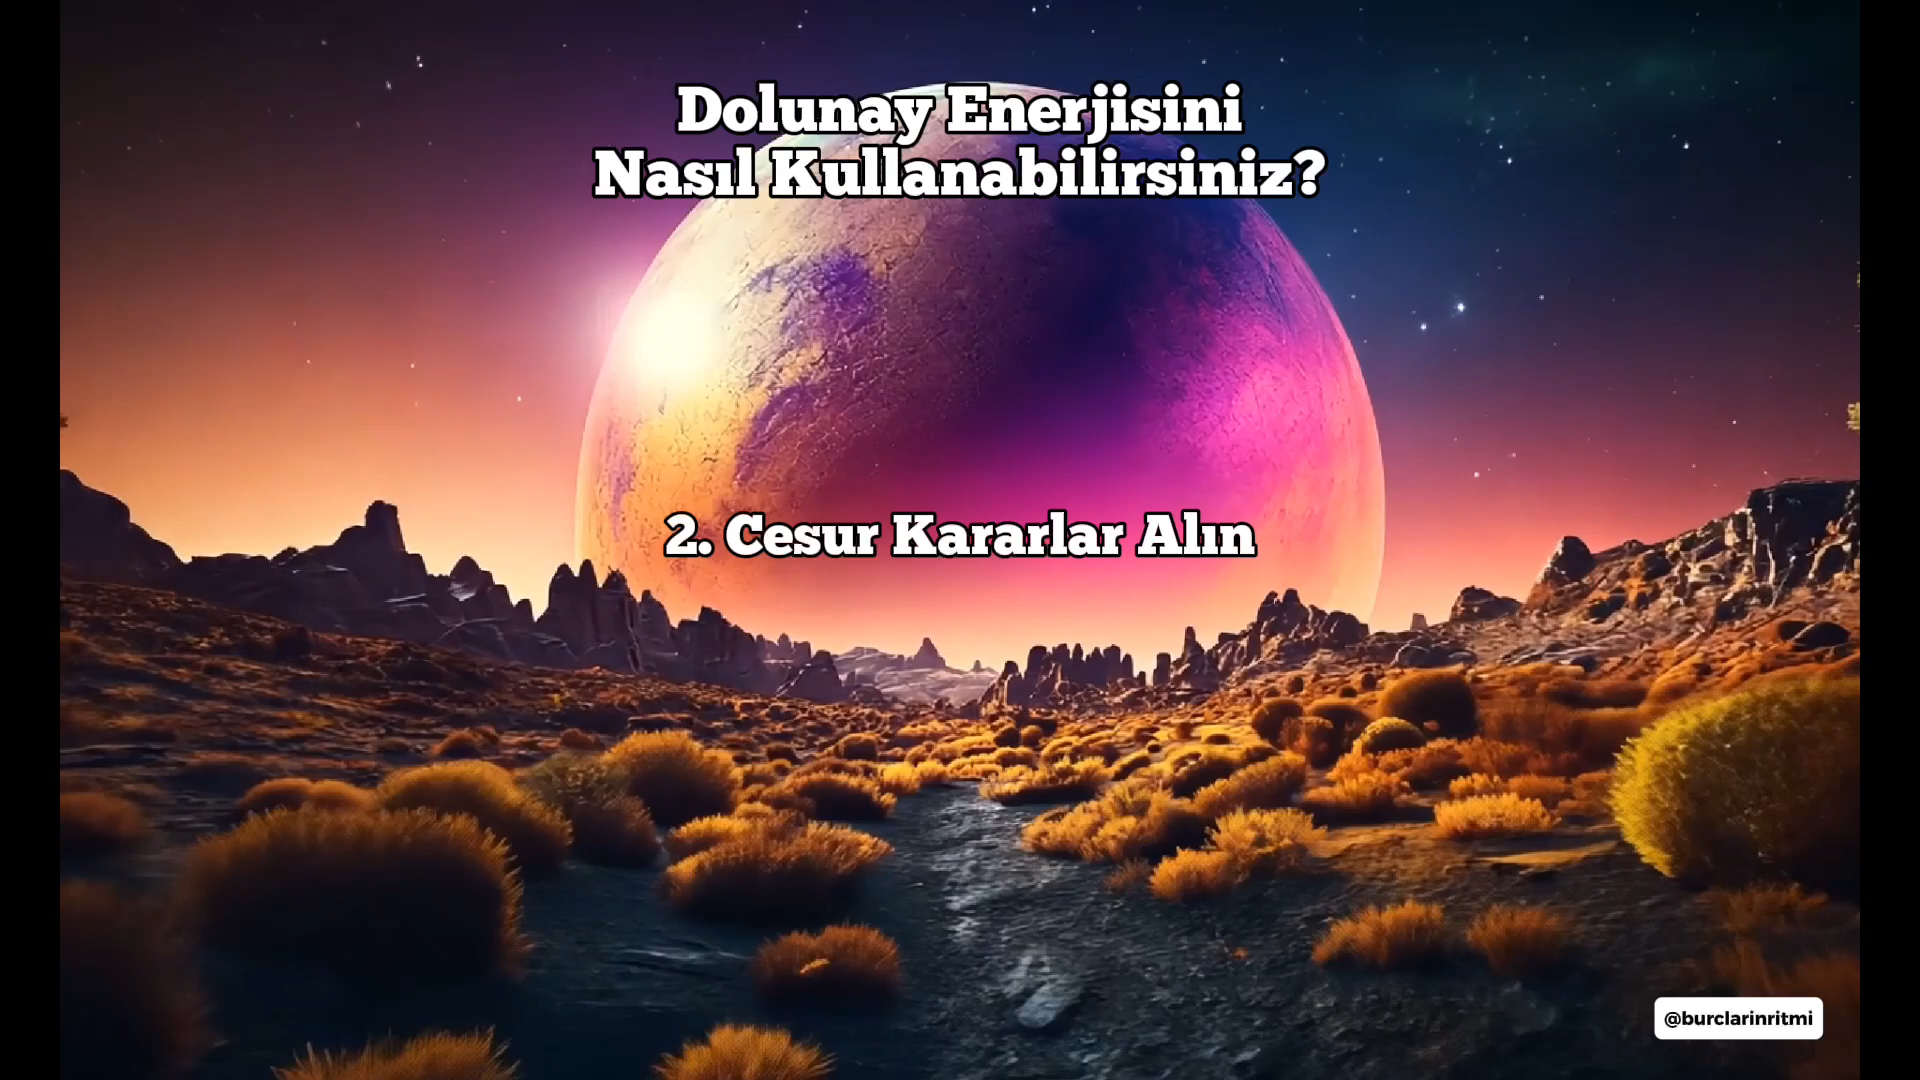 Dolunay Enerjisini
Nasıl Kullanabilirsiniz?
2. Cesur Kararlar Alın
@burclarinritmi